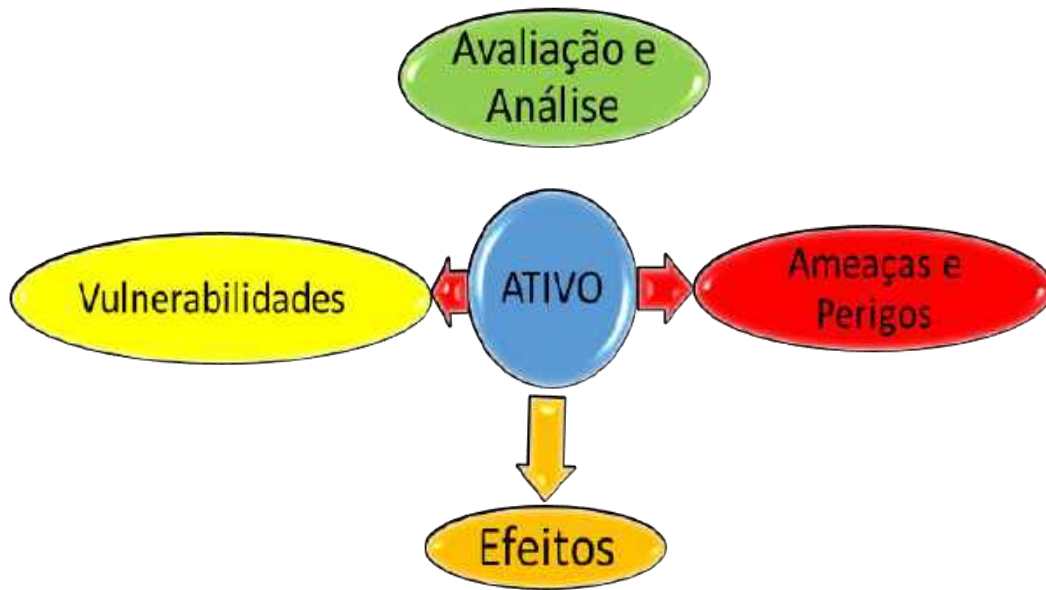 Avaliação e
Análise
Vulnerabilidades
ATIVO
Ameaças e
Perigos
Efeitos